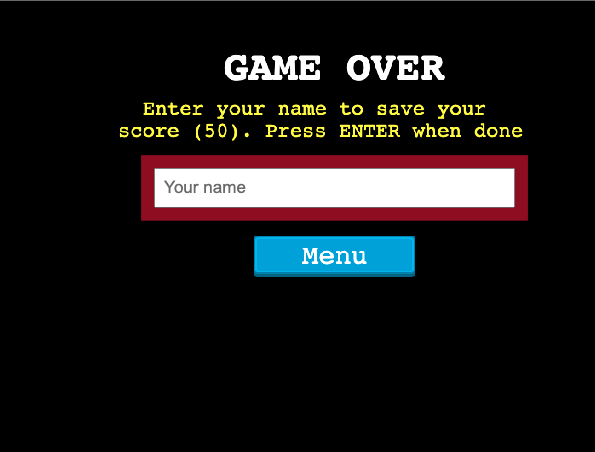 GAME OVER
Enter your name to save your
score (50). Press ENTER when done
Your name
Menu